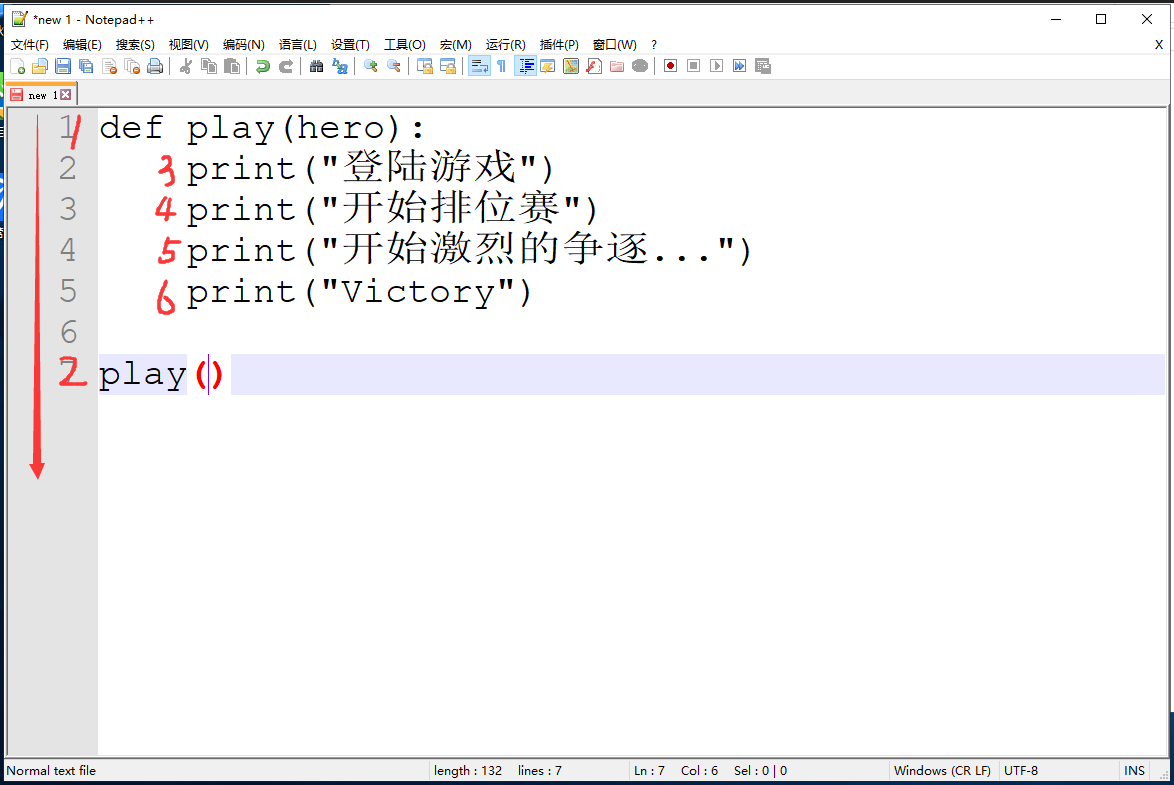 *new 1 - Notepad++
文件(F) 编辑(E) 搜索(S) 视图(V) 编码(N) 语言(L) 设置(T) 工具(O) 宏(M) 运行(R) 插件(P) 窗口(W) ? X
new 1
1 1 def play(hero):
2 3 print("登陆游戏")
3 4 print("开始排位赛")
4 5 print("开始激烈的争逐...")
5 6 print("Victory")
6
2 play()
Normal text file length : 132 lines : 7 Ln : 7 Col : 6 Sel : 0 | 0 Windows (CR LF) UTF-8 INS